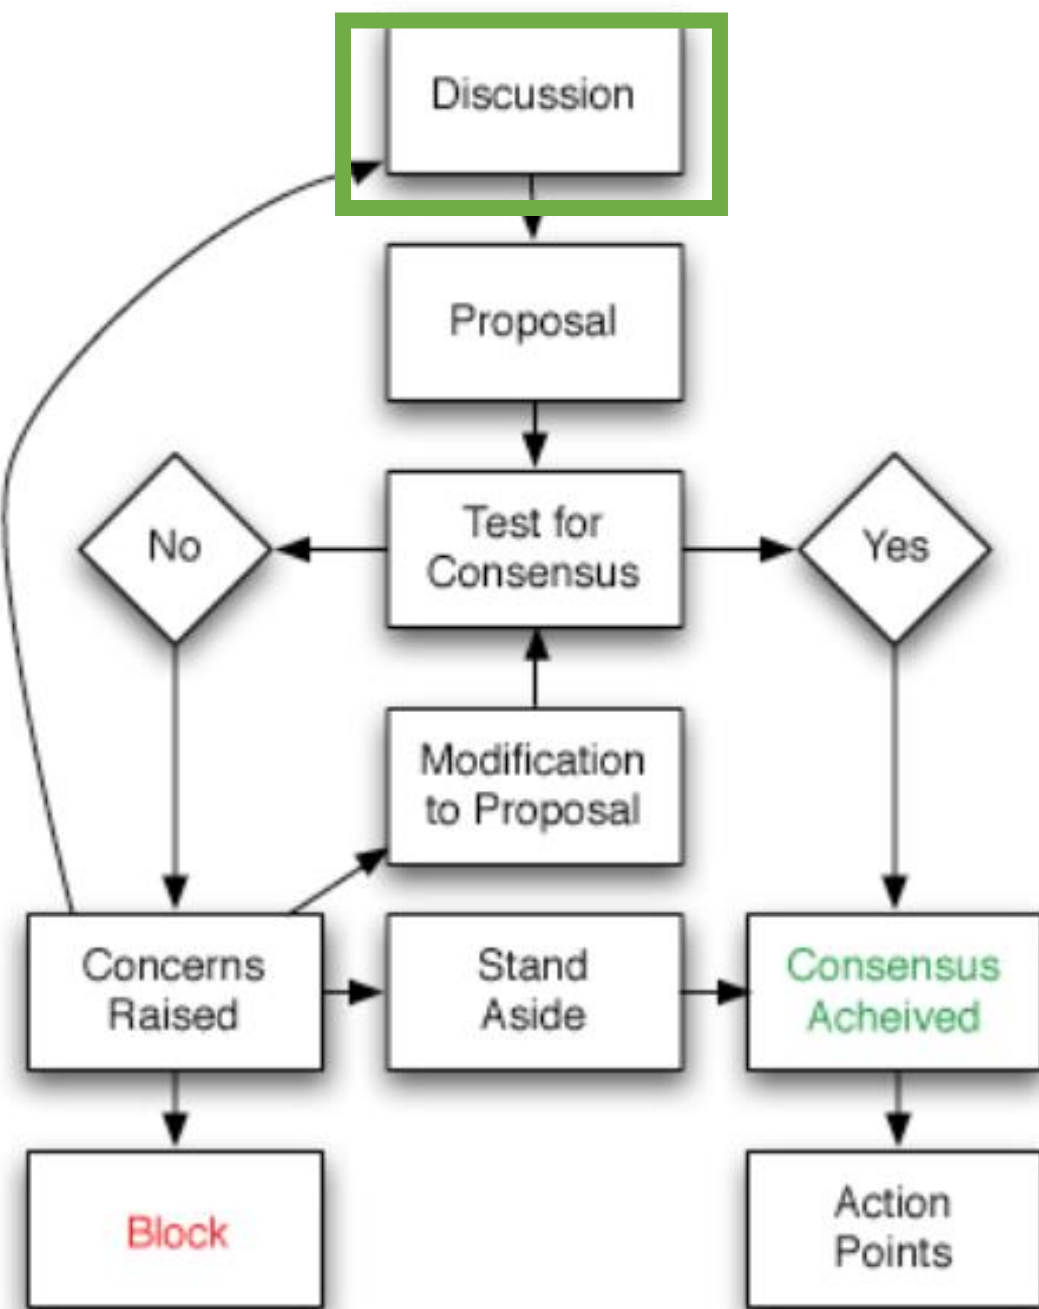 Discussion
Proposal
No
Test for
Consensus
Yes
Modification
to Proposal
Concerns
Raised
Stand
Aside
Consensus
Acheived
Block
Action
Points